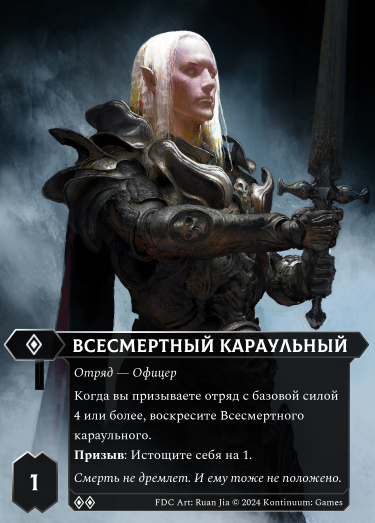 ВСЕСМЕРТНЫЙ КАРАУЛЬНЫЙ
Отряд — Офицер
Когда вы призываете отряд с базовой силой
4 или более, воскресите Всесмертного
караульного.
Призыв: Истощите себя на 1.
Смерть не дремлет. И ему тоже не положено.
1
FDC Art: Ruan Jia © 2024 Kontinuum: Games